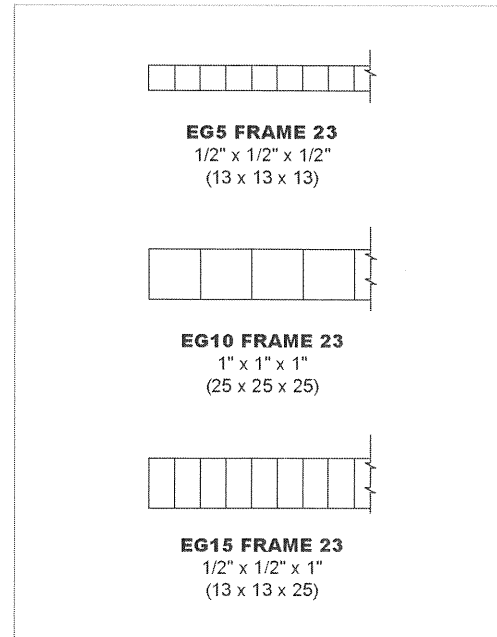 EG5 FRAME 23
1/2" x 1/2" x 1/2"
(13 x 13 x 13)
EG10 FRAME 23
1" x 1" x 1"
(25 x 25 x 25)
EG15 FRAME 23
1/2" x 1/2" x 1"
(13 x 13 x 25)